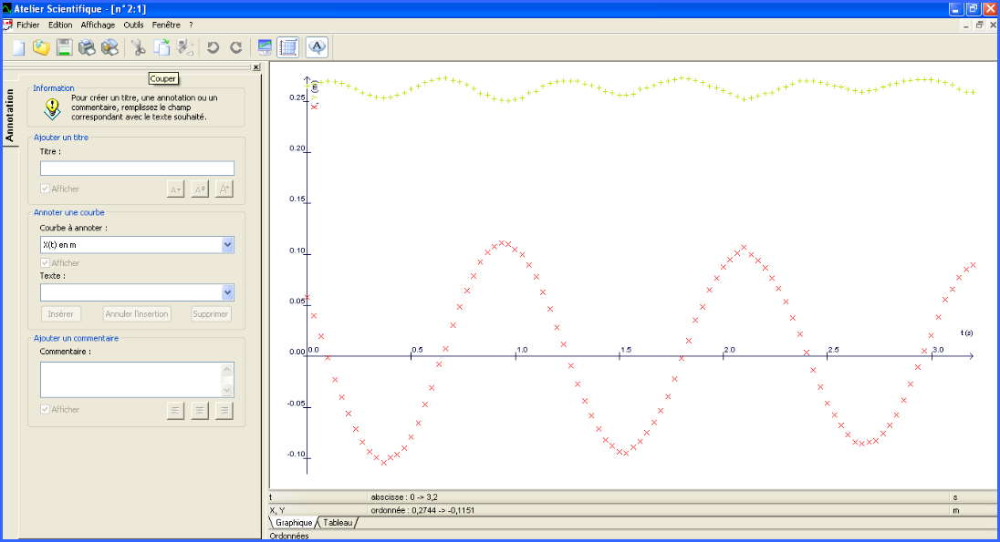 Atelier Scientifique - [n°2:1]
Fichier Edition Affichage Outils Fenêtre ?
Couper
Annotation
Information
Pour créer un titre, une annotation ou un
commentaire, remplissez le champ
correspondant avec le texte souhaité.
Ajouter un titre
Titre :
Afficher
Annoter une courbe
Courbe à annoter :
X(t) en m
Afficher
Texte :
Insérer Annuler l'insertion Supprimer
Ajouter un commentaire
Commentaire :
Afficher
(m)
0.25
0.20
0.15
0.10
0.05
0.00
-0.05
-0.10
0.0 0.5 1.0 1.5 2.0 2.5 3.0
t (s)
t abscisse : 0 -> 3,2 s
X, Y ordonnée : 0,2744 -> -0,1151 m
Graphique Tableau
Ordonnées